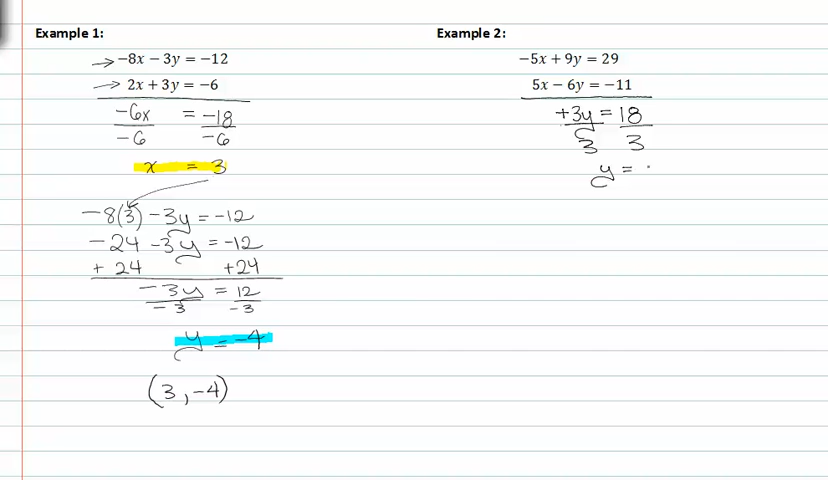 Example 1:
-8x - 3y = -12
2x + 3y = -6
-6x = -18
-6 -6
x = 3
-8(3) - 3y = -12
-24 -3y = -12
+ 24 +24
-3y = 12
-3 -3
y = -4
(3, -4)
Example 2:
-5x + 9y = 29
5x - 6y = -11
+3y = 18
3 3
y =